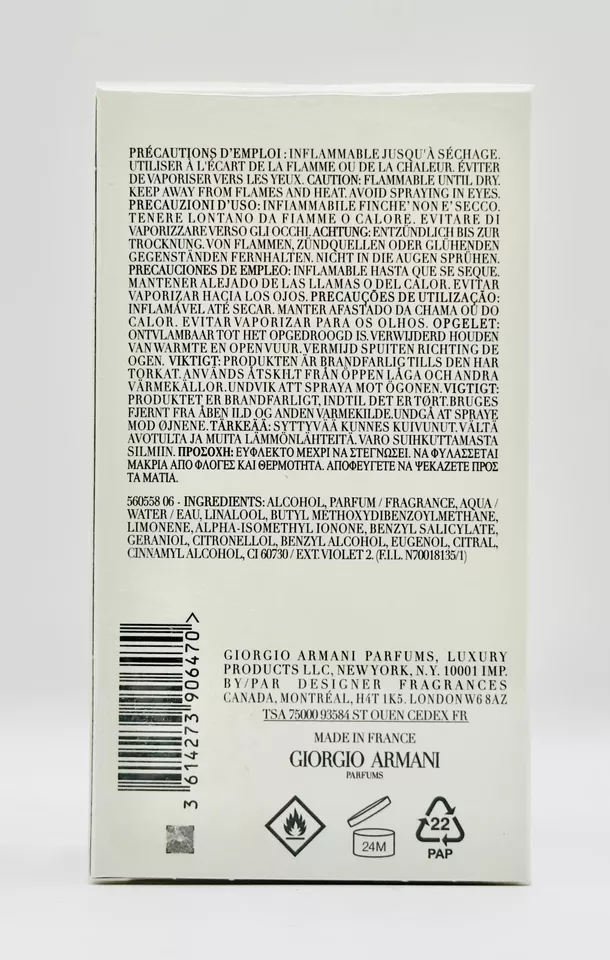 PRÉCAUTIONS D'EMPLOI : INFLAMMABLE JUSQU'À SÉCHAGE.
UTILISER À L'ÉCART DE LA FLAMME OU DE LA CHALEUR. ÉVITER
DE VAPORISER VERS LES YEUX. CAUTION: FLAMMABLE UNTIL DRY.
KEEP AWAY FROM FLAMES AND HEAT. AVOID SPRAYING IN EYES.
PRECAUZIONI D'USO: INFIAMMABILE FINCHE' NON E' SECCO.
TENERE LONTANO DA FIAMME O CALORE. EVITARE DI
VAPORIZZARE VERSO GLI OCCHI. ACHTUNG: ENTZÜNDLICH BIS ZUR
TROCKNUNG. VON FLAMMEN, ZÜNDQUELLEN ODER GLÜHENDEN
GEGENSTÄNDEN FERNHALTEN. NICHT IN DIE AUGEN SPRÜHEN.
PRECAUCIONES DE EMPLEO: INFLAMABLE HASTA QUE SE SEQUE.
MANTENER ALEJADO DE LAS LLAMAS O DEL CALOR. EVITAR
VAPORIZAR HACIA LOS OJOS. PRECAUÇÕES DE UTILIZAÇÃO:
INFLAMÁVEL ATÉ SECAR. MANTER AFASTADO DA CHAMA OU DO
CALOR. EVITAR VAPORIZAR PARA OS OLHOS. OPGELET:
ONTVLAMBAAR TOT HET OPGEDROOGD IS. VERWIJDERD HOUDEN
VAN WARMTE EN OPEN VUUR. VERMIJD SPUITEN RICHTING DE
OGEN. VIKTIGT: PRODUKTEN ÄR BRANDFARLIG TILLS DEN HAR
TORKAT. ANVÄNDS ÅTSKILT FRÅN ÖPPEN LÅGA OCH ANDRA
VÄRMEKÄLLOR. UNDVIK ATT SPRAYA MOT ÖGONEN. VIGTIGT:
PRODUKTET ER BRANDFARLIGT, INDTIL DET ER TØRT. BRUGES
FJERNT FRA ÅBEN ILD OG ANDEN VARMEKILDE. UNDGÅ AT SPRAYE
MOD ØJNENE. TÄRKEÄÄ: SYTTYVÄÄ KUNNES KUIVUNUT. VÄLTÄ
AVOTULTA JA MUITA LÄMMÖNLÄHTEITÄ. VARO SUIHKUTTAMASTA
SILMIIN. ΠΡΟΣΟΧΗ: ΕΥΦΛΕΚΤΟ ΜΕΧΡΙ ΝΑ ΣΤΕΓΝΩΣΕΙ. ΝΑ ΦΥΛΑΣΣΕΤΑΙ
ΜΑΚΡΙΑ ΑΠΟ ΦΛΟΓΕΣ ΚΑΙ ΘΕΡΜΟΤΗΤΑ. ΑΠΟΦΕΥΓΕΤΕ ΝΑ ΨΕΚΑΖΕΤΕ ΠΡΟΣ
ΤΑ ΜΑΤΙΑ.
560558 06 - INGREDIENTS: ALCOHOL, PARFUM / FRAGRANCE, AQUA /
WATER / EAU, LINALOOL, BUTYL METHOXYDIBENZOYLMETHANE,
LIMONENE, ALPHA-ISOMETHYL IONONE, BENZYL SALICYLATE,
GERANIOL, CITRONELLOL, BENZYL ALCOHOL, EUGENOL, CITRAL,
CINNAMYL ALCOHOL, CI 60730 / EXT. VIOLET 2. (F.I.L. N70018135/1)
3 614273 906470 >
GIORGIO ARMANI PARFUMS, LUXURY
PRODUCTS LLC, NEW YORK, N.Y. 10001 IMP.
BY/PAR DESIGNER FRAGRANCES
CANADA, MONTRÉAL, H4T 1K5. LONDON W6 8AZ
TSA 75000 93584 ST OUEN CEDEX FR
MADE IN FRANCE
GIORGIO ARMANI
PARFUMS
24M
22
PAP